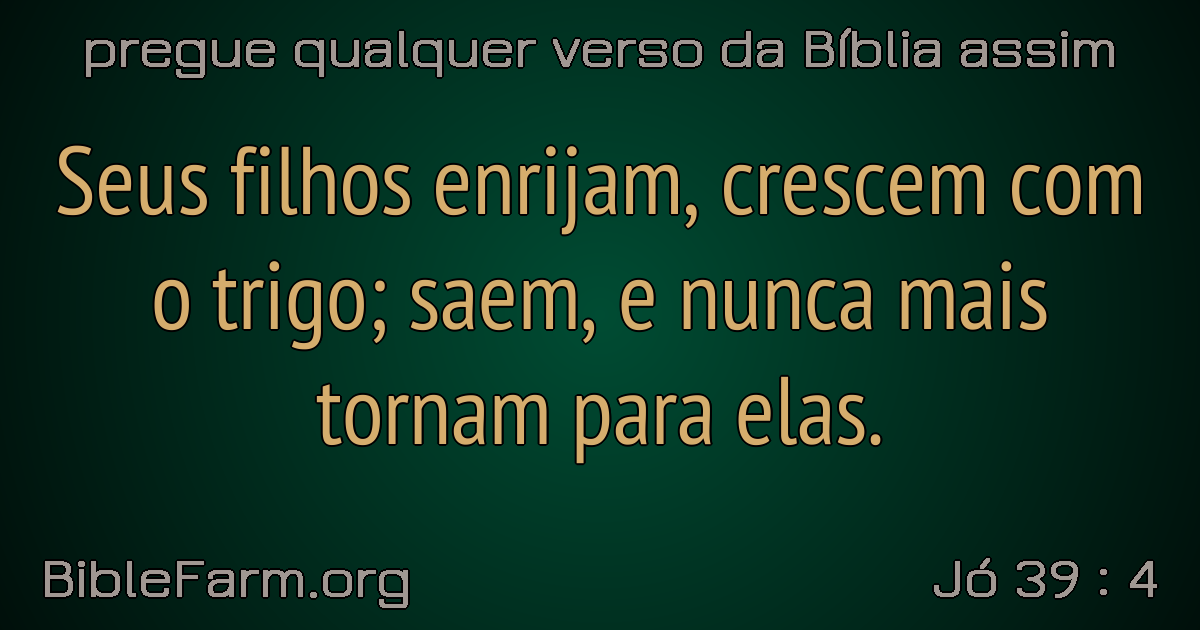 pregue qualquer verso da Bíblia assim
Seus filhos enrijam, crescem com
o trigo; saem, e nunca mais
tornam para elas.
BibleFarm.org
Jó 39 : 4